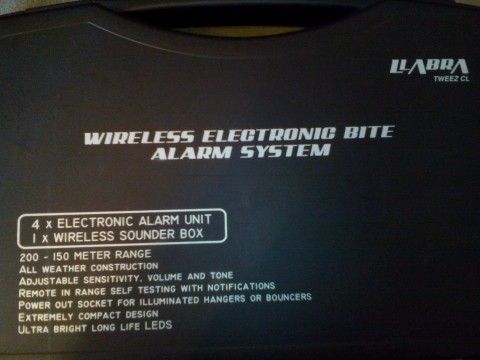 LLABRA
TWEEZ CL
WIRELESS ELECTRONIC BITE
ALARM SYSTEM
4 x ELECTRONIC ALARM UNIT
1 x WIRELESS SOUNDER BOX
200 - 150 METER RANGE
ALL WEATHER CONSTRUCTION
ADJUSTABLE SENSITIVITY, VOLUME AND TONE
REMOTE IN RANGE SELF TESTING WITH NOTIFICATIONS
POWER OUT SOCKET FOR ILLUMINATED HANGERS OR BOUNCERS
EXTREMELY COMPACT DESIGN
ULTRA BRIGHT LONG LIFE LEDS